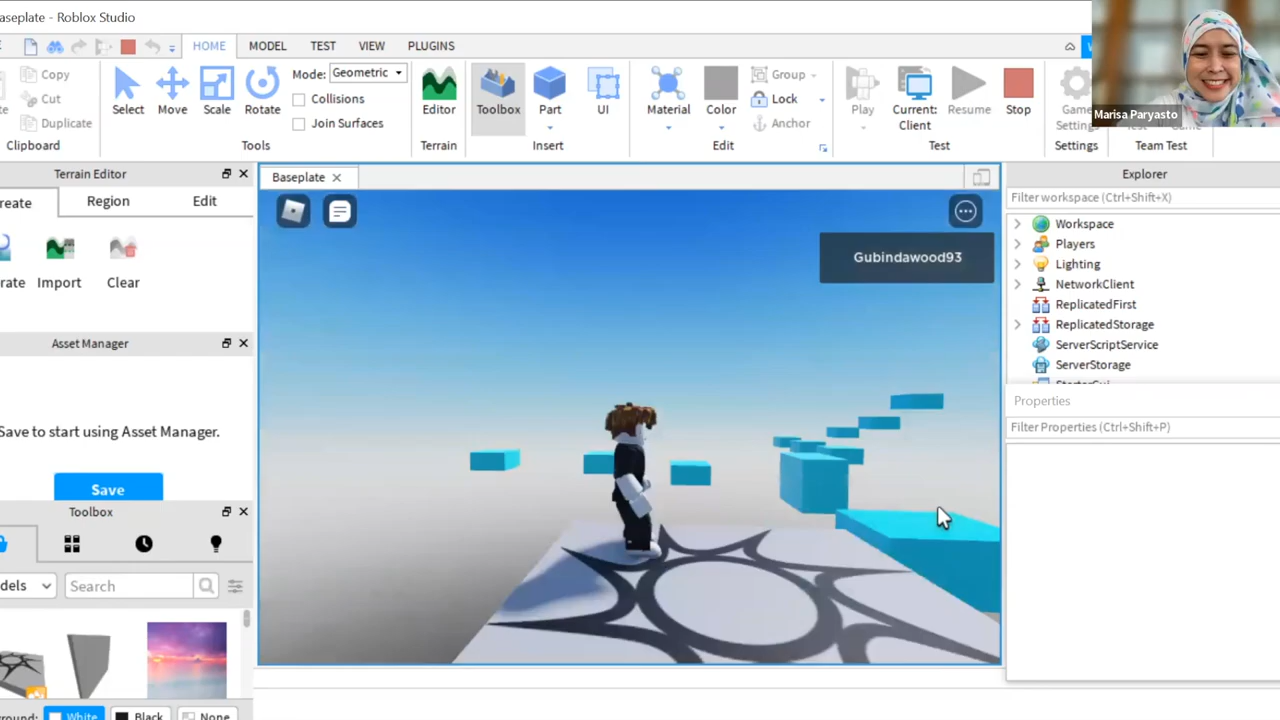 aseplate - Roblox Studio
HOME MODEL TEST VIEW PLUGINS
Copy
Cut
Duplicate
Clipboard
Select Move Scale Rotate
Mode: Geometric
Collisions
Join Surfaces
Tools
Editor
Terrain
Toolbox Part UI
Insert
Material Color
Group
Lock
Anchor
Edit
Play Current: Client Resume Stop
Test
Game Settings
Settings
Team Test
Marisa Paryasto
Terrain Editor
reate Region Edit
rate Import Clear
Asset Manager
Save to start using Asset Manager.
Save
Toolbox
dels Search
round: White Black None
Baseplate
Gubindawood93
Explorer
Filter workspace (Ctrl+Shift+X)
Workspace
Players
Lighting
NetworkClient
ReplicatedFirst
ReplicatedStorage
ServerScriptService
ServerStorage
StarterGui
Properties
Filter Properties (Ctrl+Shift+P)